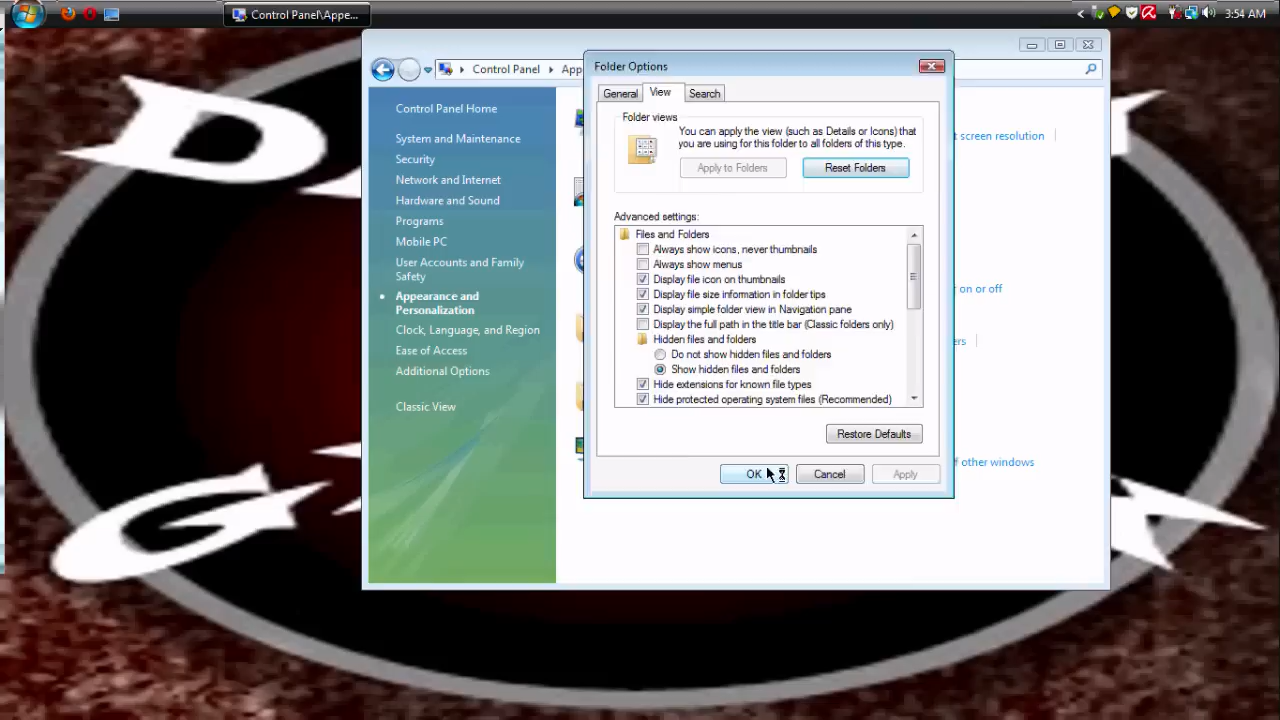 Control Panel\Appe...
3:54 AM
Control Panel
App
Folder Options
General
View
Search
Control Panel Home
System and Maintenance
Security
Network and Internet
Hardware and Sound
Programs
Mobile PC
User Accounts and Family
Safety
Appearance and
Personalization
Clock, Language, and Region
Ease of Access
Additional Options
Classic View
Folder views
You can apply the view (such as Details or Icons) that
you are using for this folder to all folders of this type.
Apply to Folders
Reset Folders
Advanced settings:
Files and Folders
Always show icons, never thumbnails
Always show menus
Display file icon on thumbnails
Display file size information in folder tips
Display simple folder view in Navigation pane
Display the full path in the title bar (Classic folders only)
Hidden files and folders
Do not show hidden files and folders
Show hidden files and folders
Hide extensions for known file types
Hide protected operating system files (Recommended)
Restore Defaults
OK
Cancel
Apply
t screen resolution
or on or off
ers
f other windows